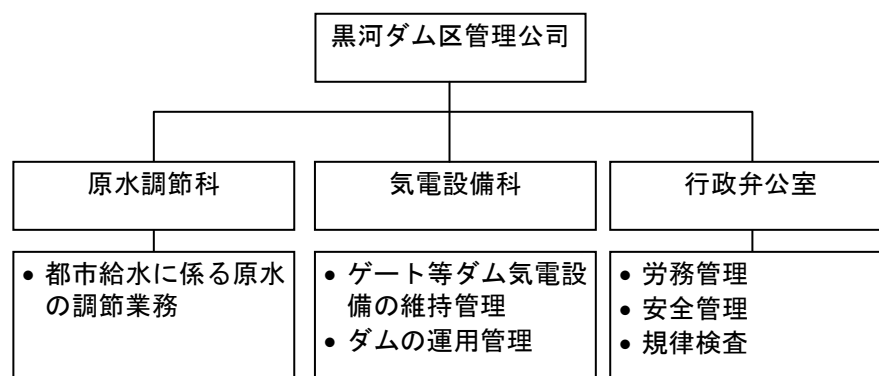 黒河ダム区管理公司
原水調節科
気電設備科
行政弁公室
• 都市給水に係る原水
の調節業務
• ゲート等ダム気電設
備の維持管理
• ダムの運用管理
• 労務管理
• 安全管理
• 規律検査